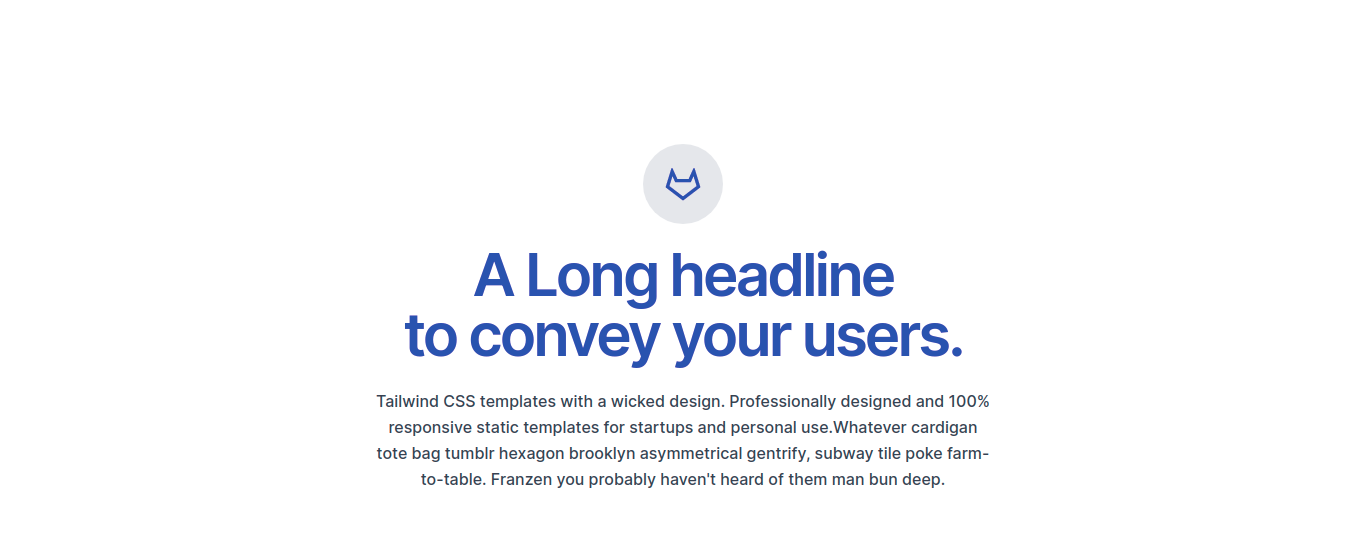 A Long headline
to convey your users.
Tailwind CSS templates with a wicked design. Professionally designed and 100%
responsive static templates for startups and personal use.Whatever cardigan
tote bag tumblr hexagon brooklyn asymmetrical gentrify, subway tile poke farm-
to-table. Franzen you probably haven't heard of them man bun deep.